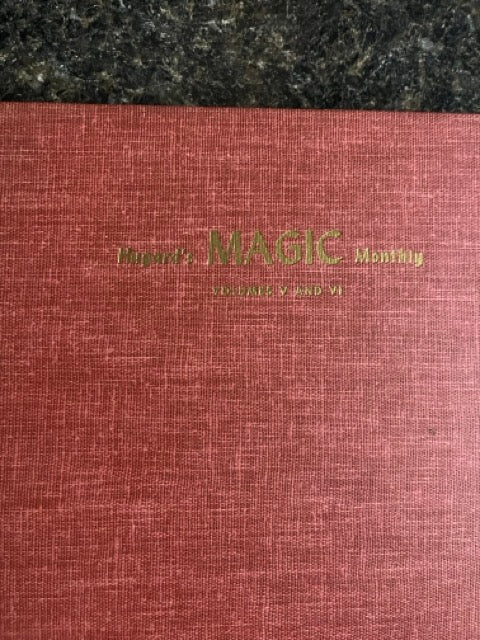 Hugard's MAGIC Monthly
VOLUMES V AND VI